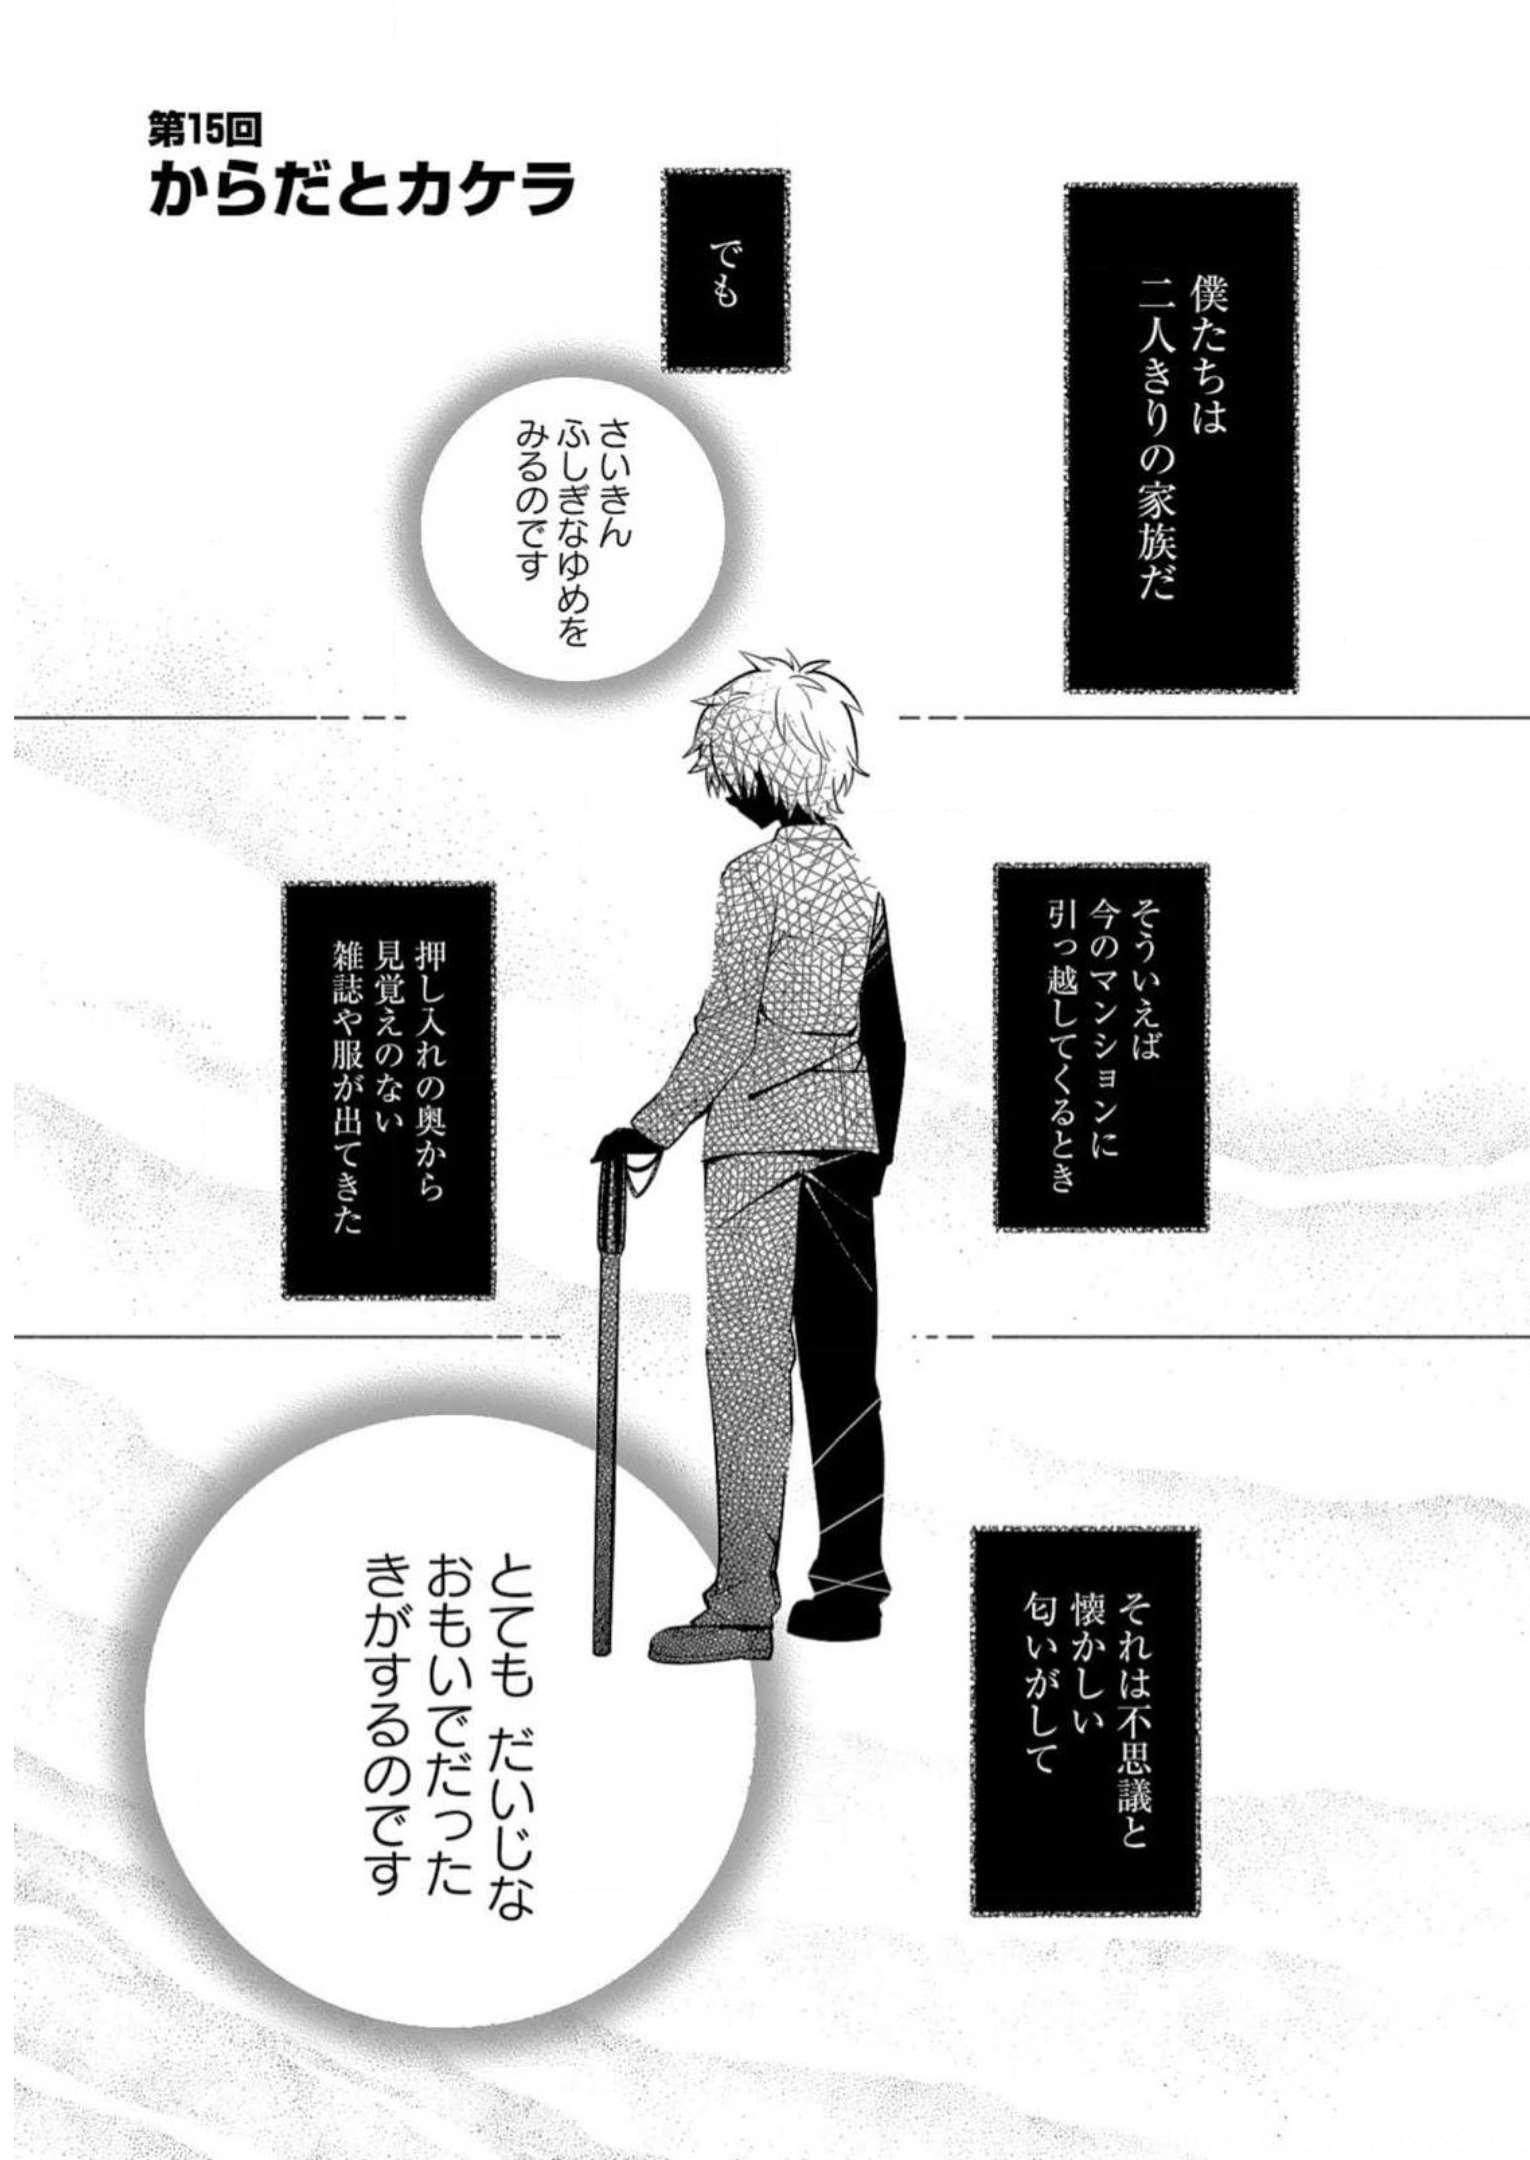 第15回
からだとカケラ
僕たちは
二人きりの家族だ
でも
さいきん
ふしぎなゆめを
みるのです
そういえば
今のマンションに
引っ越してくるとき
押し入れの奥から
見覚えのない
雑誌や服が出てきた
それは不思議と
懐かしい
匂いがして
とても だいじな
おもいでだった
きがするのです